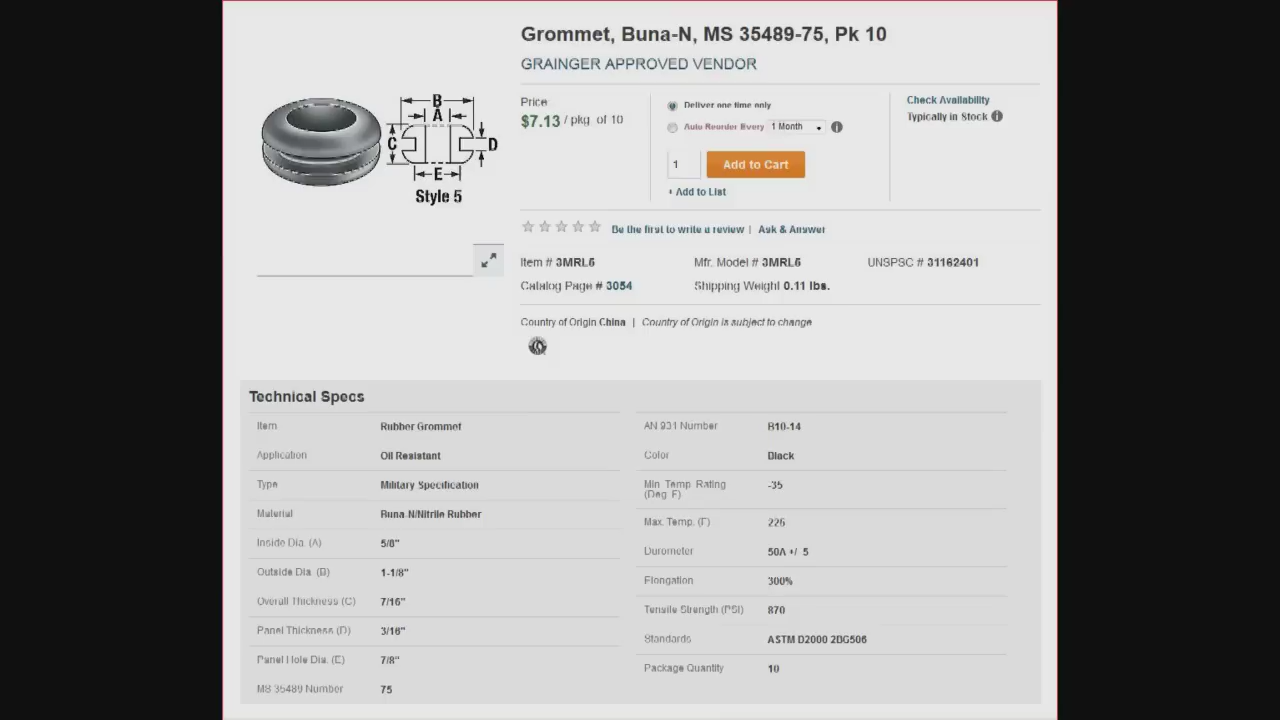 Grommet, Buna-N, MS 35489-75, Pk 10
GRAINGER APPROVED VENDOR
B
A
C
D
E
Style 5
Price
$7.13 / pkg. of 10
Deliver one time only
Auto Reorder Every 1 Month
1
Add to Cart
+ Add to List
Check Availability
Typically in Stock
Be the first to write a review | Ask & Answer
Item # 3MRL6
Mfr. Model # 3MRL6
UNSPSC # 31162401
Catalog Page # 3054
Shipping Weight 0.11 lbs.
Country of Origin China | Country of Origin is subject to change
Technical Specs
Item Rubber Grommet
Application Oil Resistant
Type Military Specification
Material Buna-N/Nitrile Rubber
Inside Dia. (A) 5/8"
Outside Dia. (B) 1-1/8"
Overall Thickness (C) 7/16"
Panel Thickness (D) 3/16"
Panel Hole Dia. (E) 7/8"
MS 35489 Number 75
AN 931 Number B10-14
Color Black
Min. Temp. Rating (Deg. F) -35
Max. Temp. (F) 225
Durometer 50A +/- 5
Elongation 300%
Tensile Strength (PSI) 870
Standards ASTM D2000 2BG506
Package Quantity 10